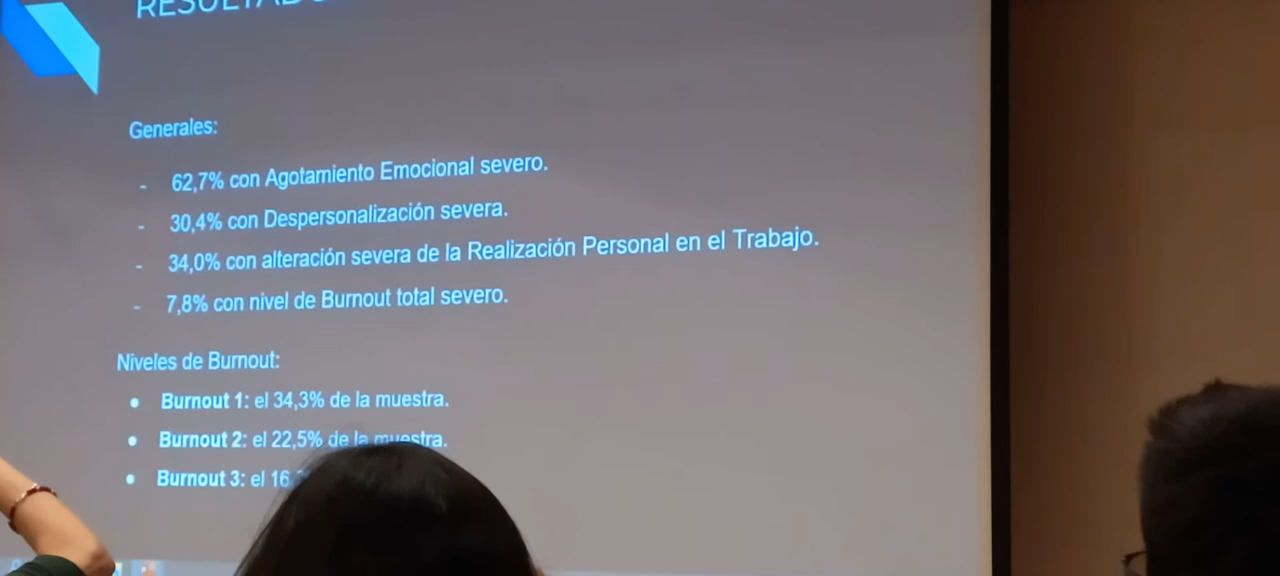 Generales:
- 62,7% con Agotamiento Emocional severo.
- 30,4% con Despersonalización severa.
- 34,0% con alteración severa de la Realización Personal en el Trabajo.
- 7,8% con nivel de Burnout total severo.
Niveles de Burnout:
• Burnout 1: el 34,3% de la muestra.
• Burnout 2: el 22,5% de la muestra.
• Burnout 3: el 16